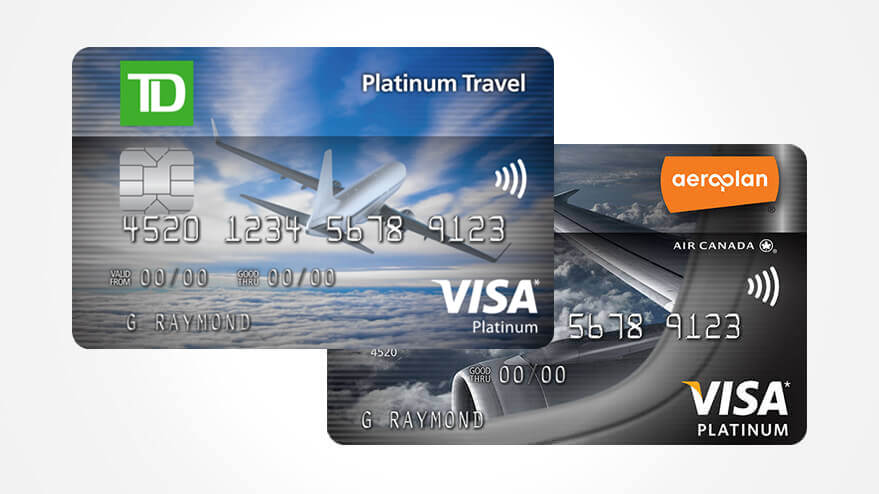 TD
Platinum Travel
4520 1234 5678 9123
VALID FROM 00/00 GOOD THRU 00/00
G RAYMOND
VISA*
Platinum
aeroplan
®
AIR CANADA
5678 9123
4520
GOOD THRU 00/00
G RAYMOND
VISA*
PLATINUM